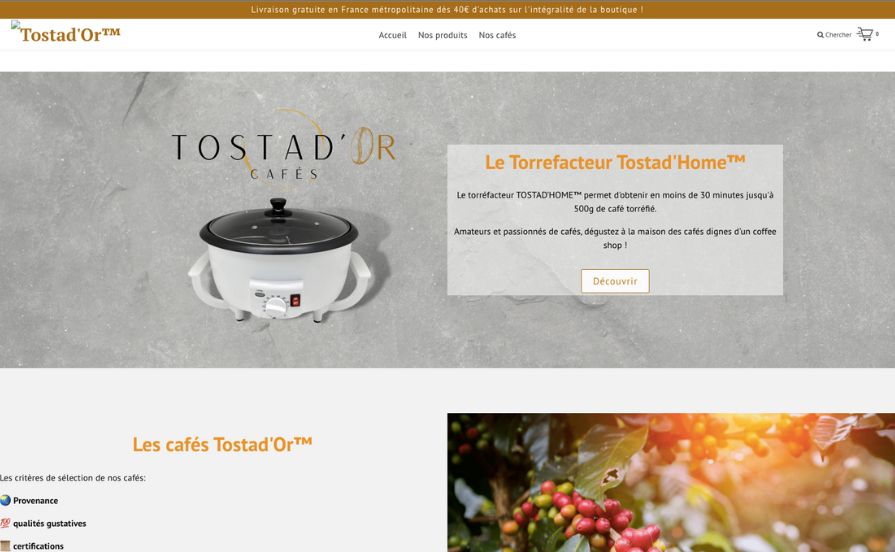 Livraison gratuite en France métropolitaine dès 40€ d'achats sur l'intégralité de la boutique !
Tostad'Or™
Accueil Nos produits Nos cafés
Chercher 0
TOSTAD'OR
CAFÉS
Le Torrefacteur Tostad'Home™
Le torréfacteur TOSTAD'HOME™ permet d'obtenir en moins de 30 minutes jusqu'à
500g de café torréfié.
Amateurs et passionnés de cafés, dégustez à la maison des cafés dignes d'un coffee
shop !
Découvrir
Les cafés Tostad'Or™
Les critères de sélection de nos cafés:
🌍 Provenance
💯 qualités gustatives
📜 certifications